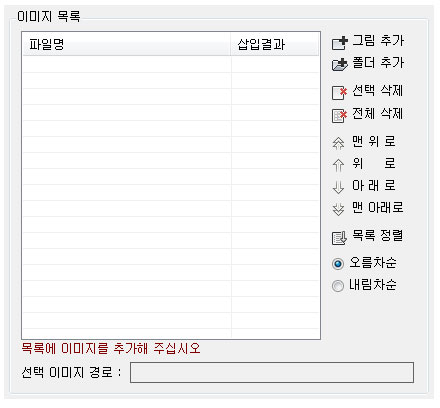 이미지 목록
파일명 삽입결과
그림 추가
폴더 추가
선택 삭제
전체 삭제
맨 위 로
위 로
아 래 로
맨 아래로
목록 정렬
오름차순
내림차순
목록에 이미지를 추가해 주십시오
선택 이미지 경로 :